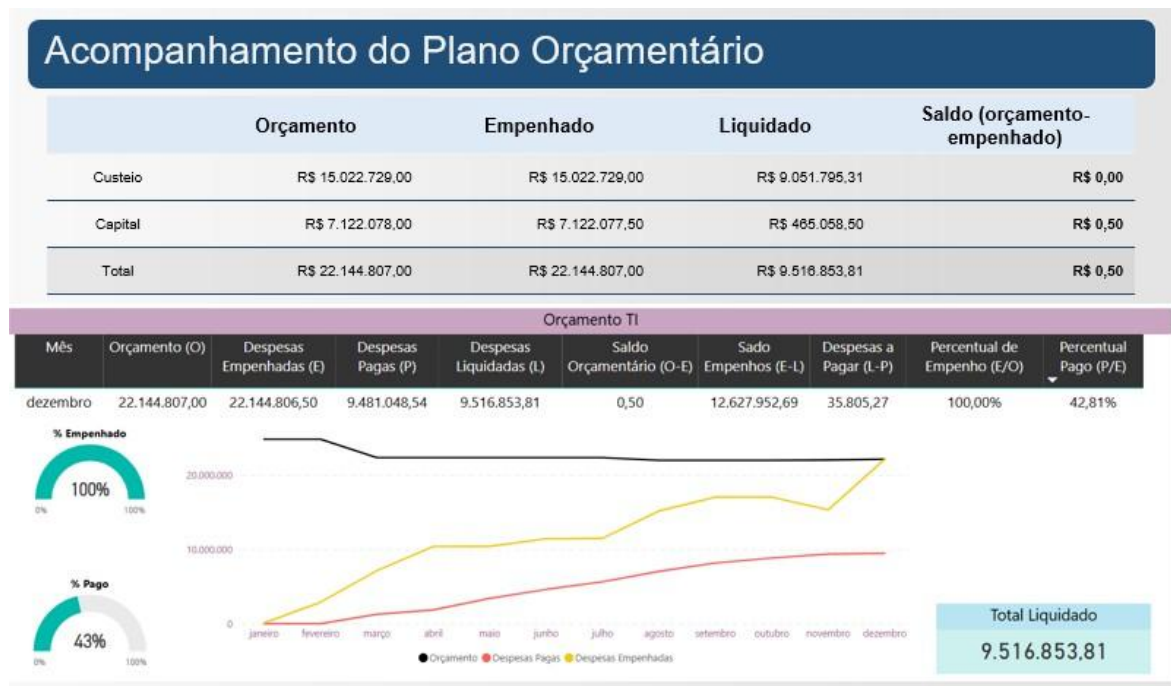 Acompanhamento do Plano Orçamentário
Orçamento Empenhado Liquidado Saldo (orçamento-
empenhado)
Custeio R$ 15.022.729,00 R$ 15.022.729,00 R$ 9.051.795,31 R$ 0,00
Capital R$ 7.122.078,00 R$ 7.122.077,50 R$ 465.058,50 R$ 0,50
Total R$ 22.144.807,00 R$ 22.144.807,00 R$ 9.516.853,81 R$ 0,50
Orçamento TI
Mês Orçamento (O) Despesas Despesas Despesas Saldo Sado Despesas a Percentual de Percentual
Empenhadas (E) Pagas (P) Liquidadas (L) Orçamentário (O-E) Empenhos (E-L) Pagar (L-P) Empenho (E/O) Pago (P/E)
dezembro 22.144.807,00 22.144.806,50 9.481.048,54 9.516.853,81 0,50 12.627.952,69 35.805,27 100,00% 42,81%
% Empenhado
100%
0% 100%
20.000.000
10.000.000
% Pago
43%
0% 100%
0
janeiro fevereiro março abril maio junho julho agosto setembro outubro novembro dezembro
Orçamento Despesas Pagas Despesas Empenhadas
Total Liquidado
9.516.853,81